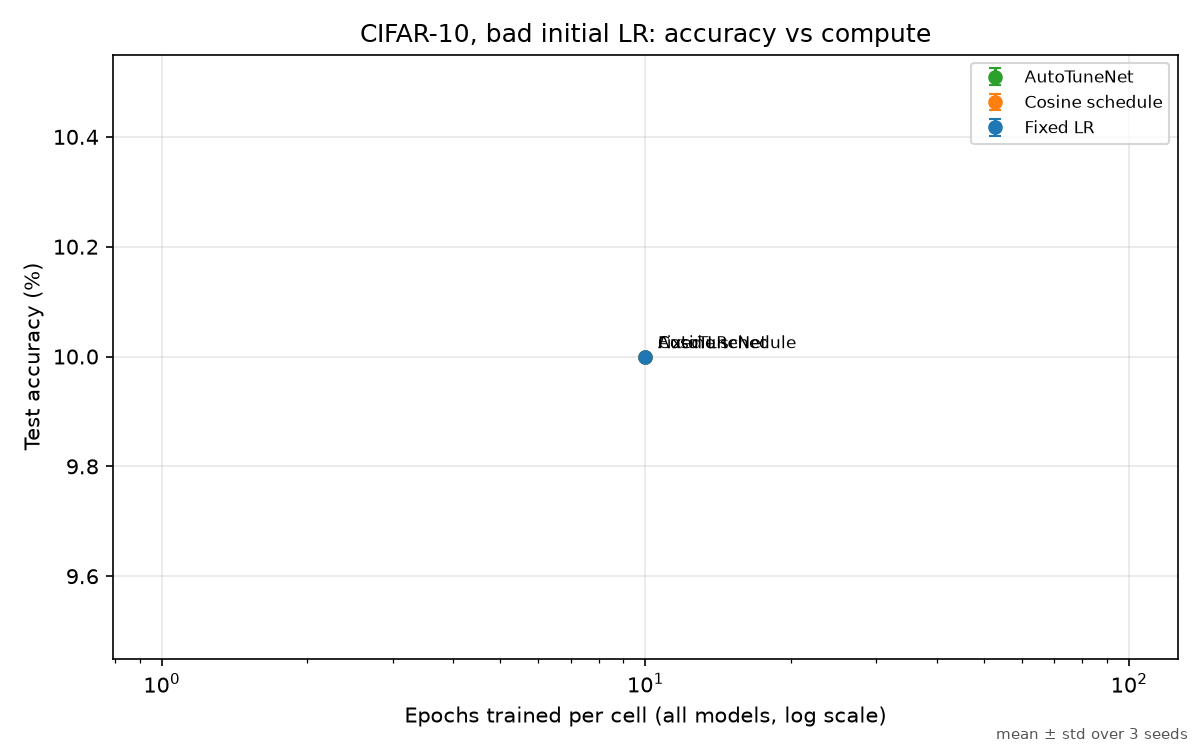 CIFAR-10, bad initial LR: accuracy vs compute
AutoTuneNet
Cosine schedule
Fixed LR
10.4
10.2
10.0
9.8
9.6
Test accuracy (%)
10⁰
10¹
10²
Epochs trained per cell (all models, log scale)
mean ± std over 3 seeds